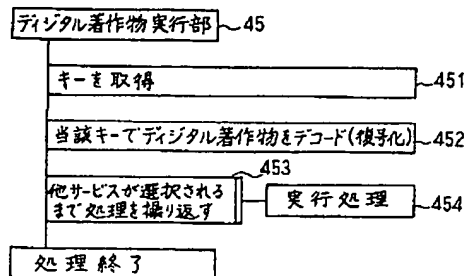 ディジタル著作物実行部
45
キーを取得
451
当該キーでディジタル著作物をデコード(復号化)
452
453
他サービスが選択される
まで処理を繰り返す
実行処理
454
処理終了